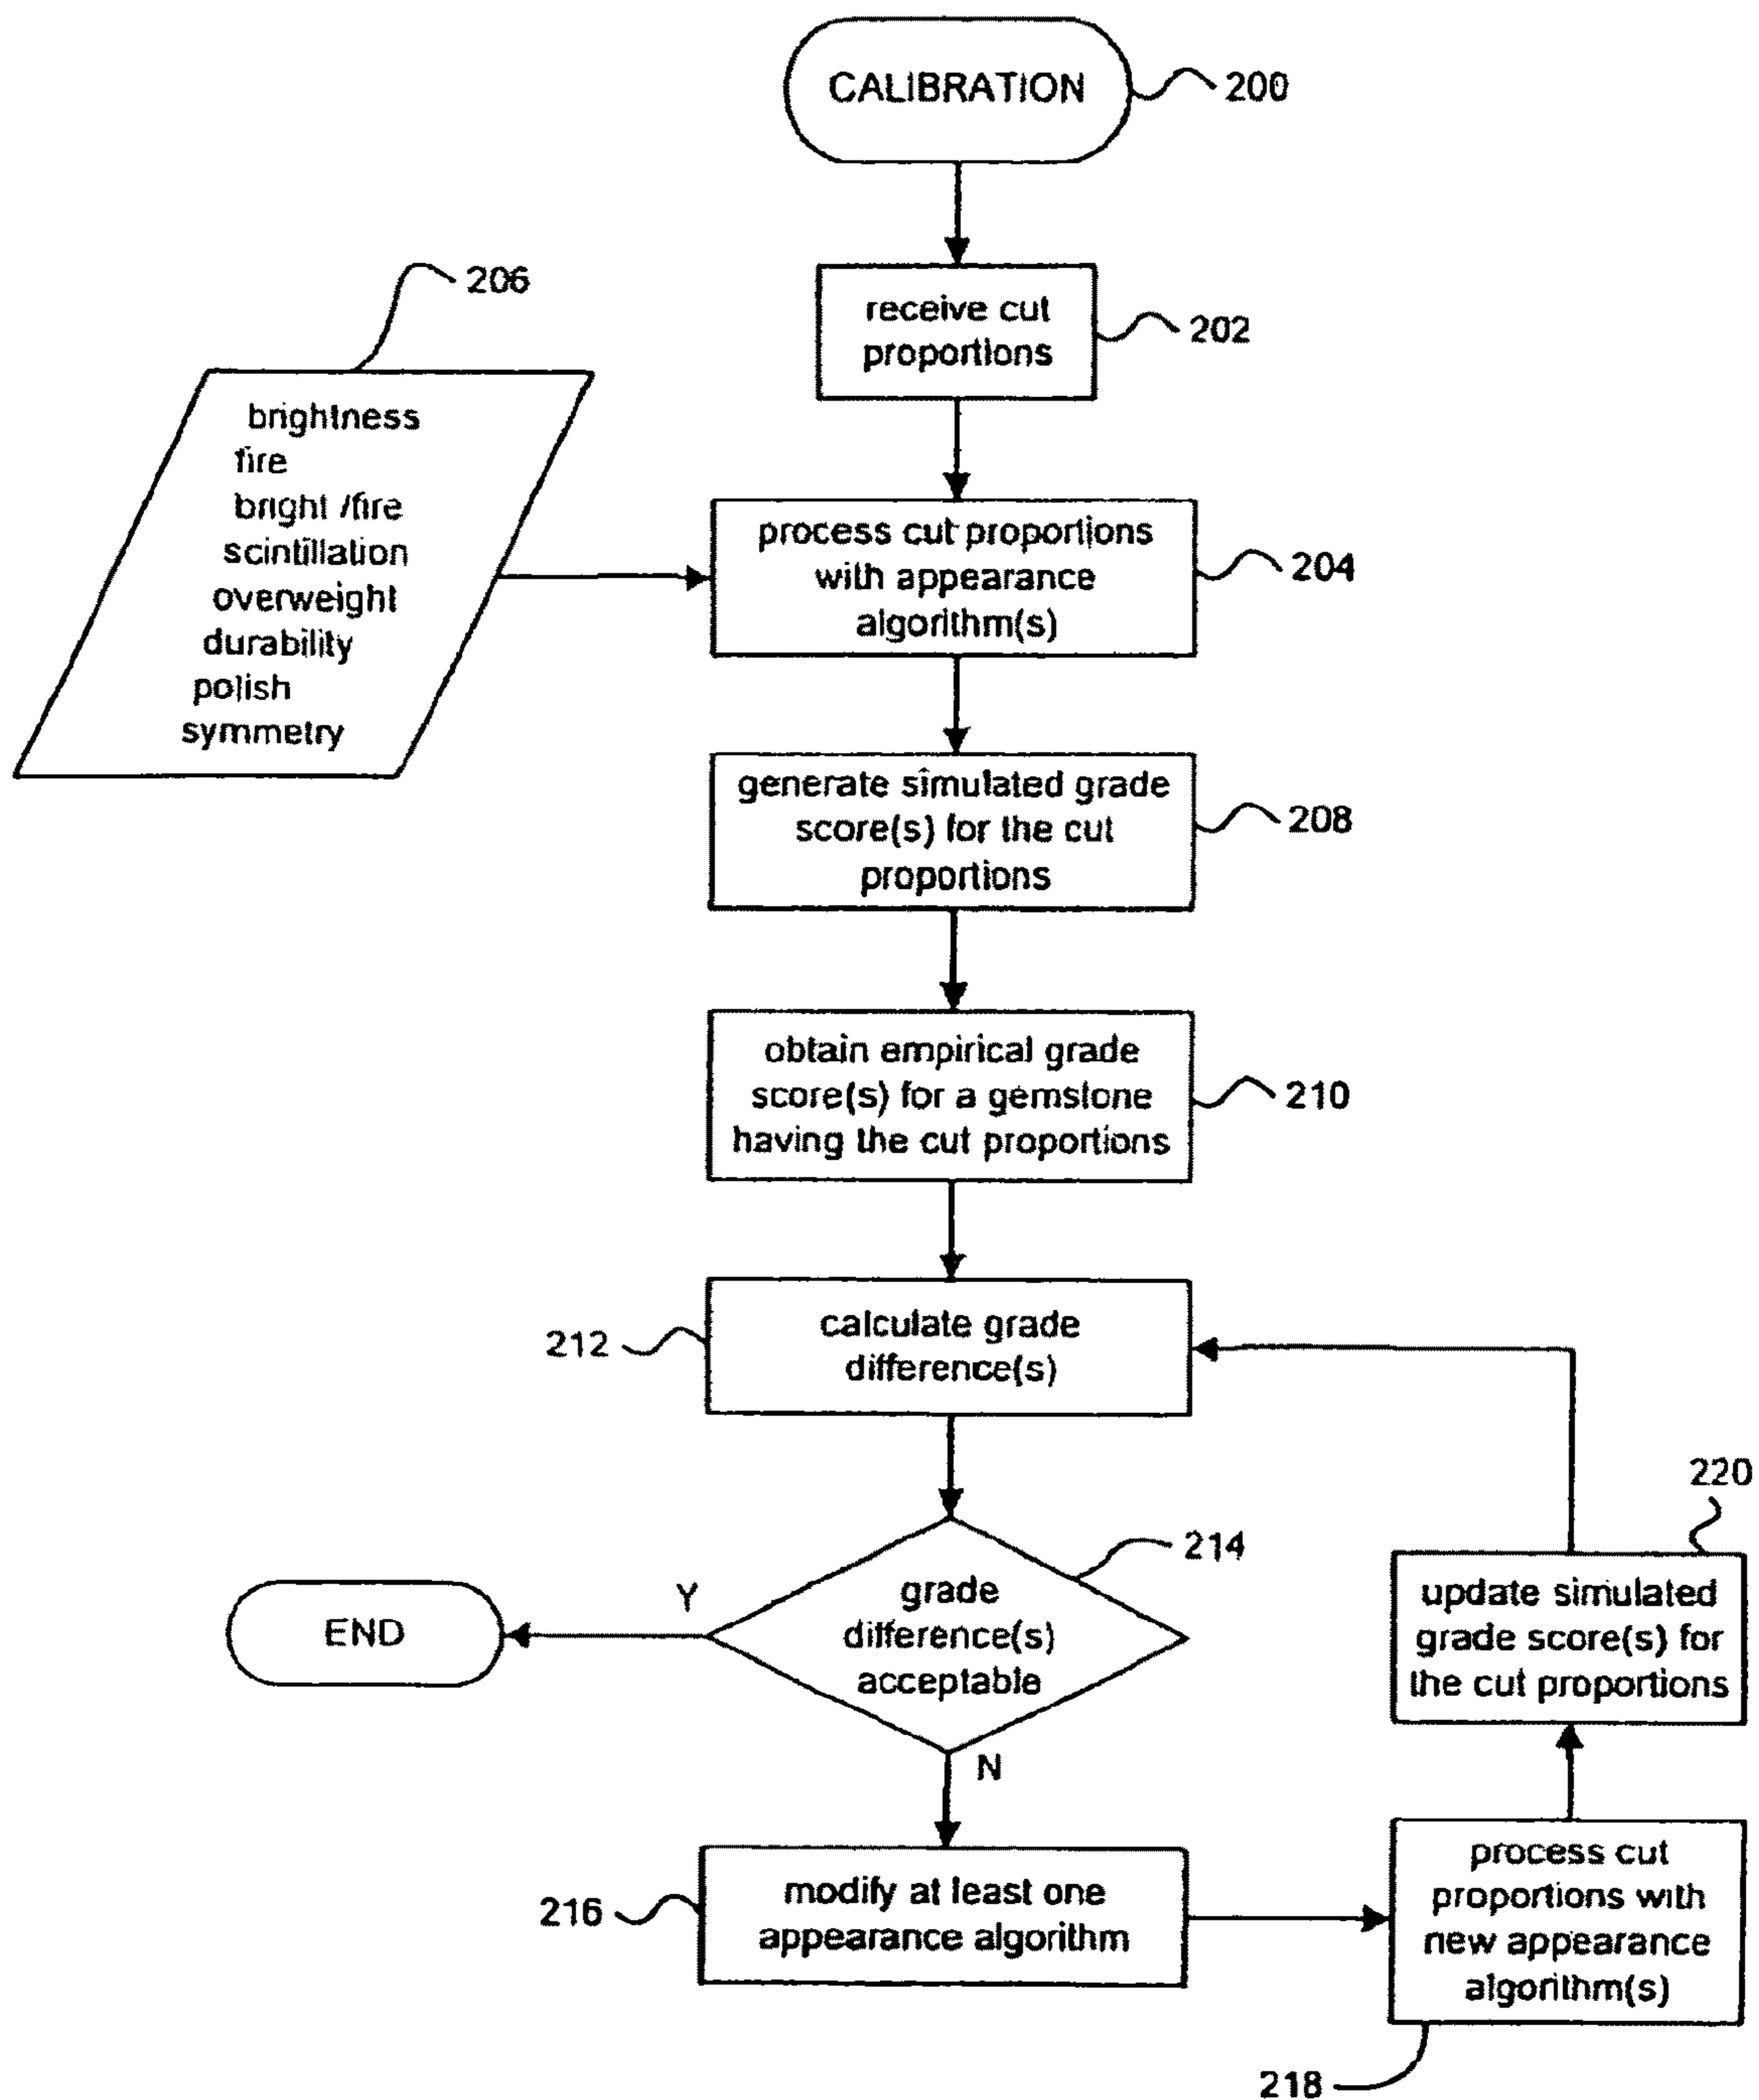 CALIBRATION
200
receive cut
proportions
202
206
brightness
fire
bright /fire
scintillation
overweight
durability
polish
symmetry
process cut proportions
with appearance
algorithm(s)
204
generate simulated grade
score(s) for the cut
proportions
208
obtain empirical grade
score(s) for a gemstone
having the cut proportions
210
calculate grade
difference(s)
212
grade
difference(s)
acceptable
214
Y
END
N
modify at least one
appearance algorithm
216
process cut
proportions with
new appearance
algorithm(s)
218
update simulated
grade score(s) for
the cut proportions
220